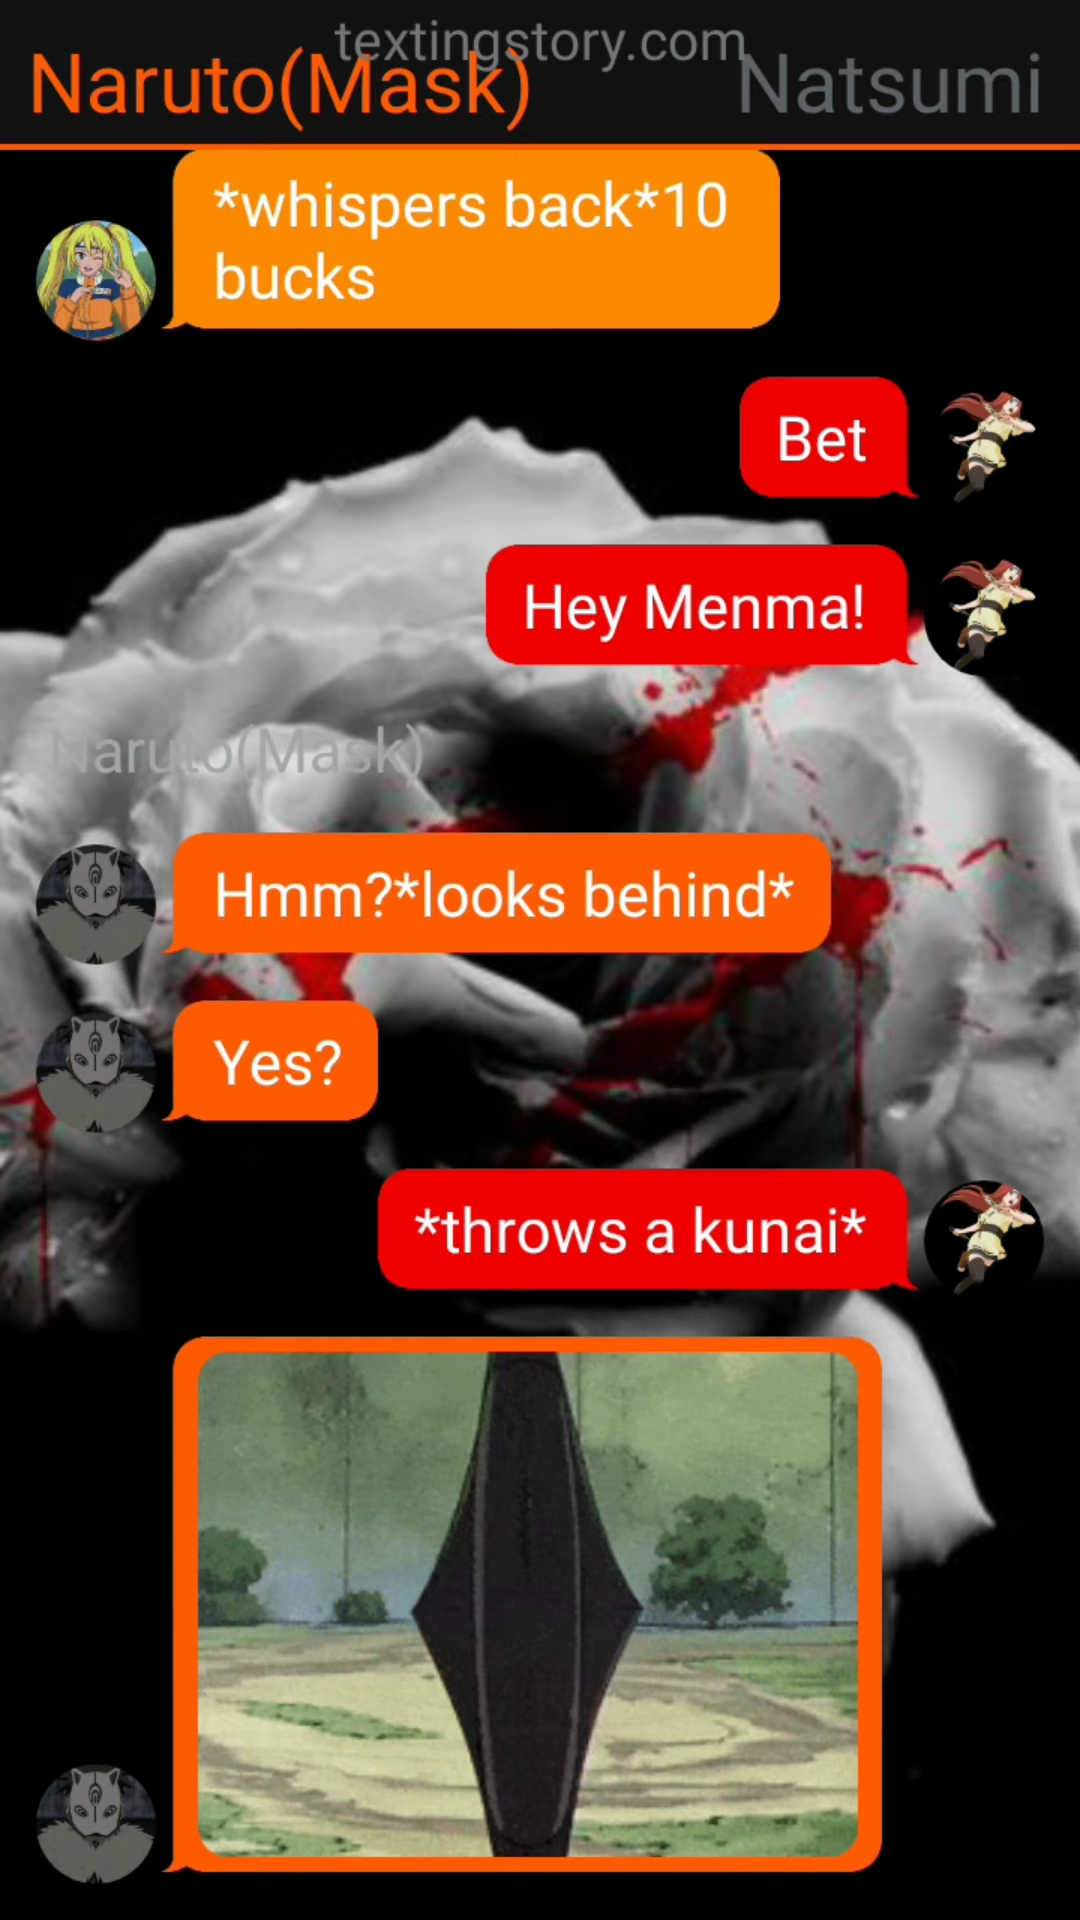 textingstory.com
Naruto(Mask)
Natsumi
*whispers back*10
bucks
Bet
Hey Menma!
Naruto(Mask)
Hmm?*looks behind*
Yes?
*throws a kunai*